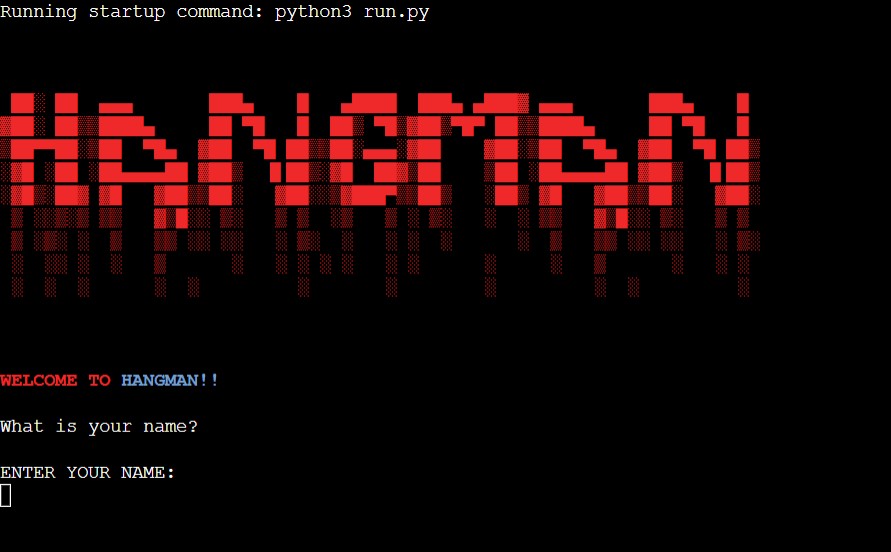 Running startup command: python3 run.py
HANGMAN
WELCOME TO HANGMAN!!
What is your name?
ENTER YOUR NAME: